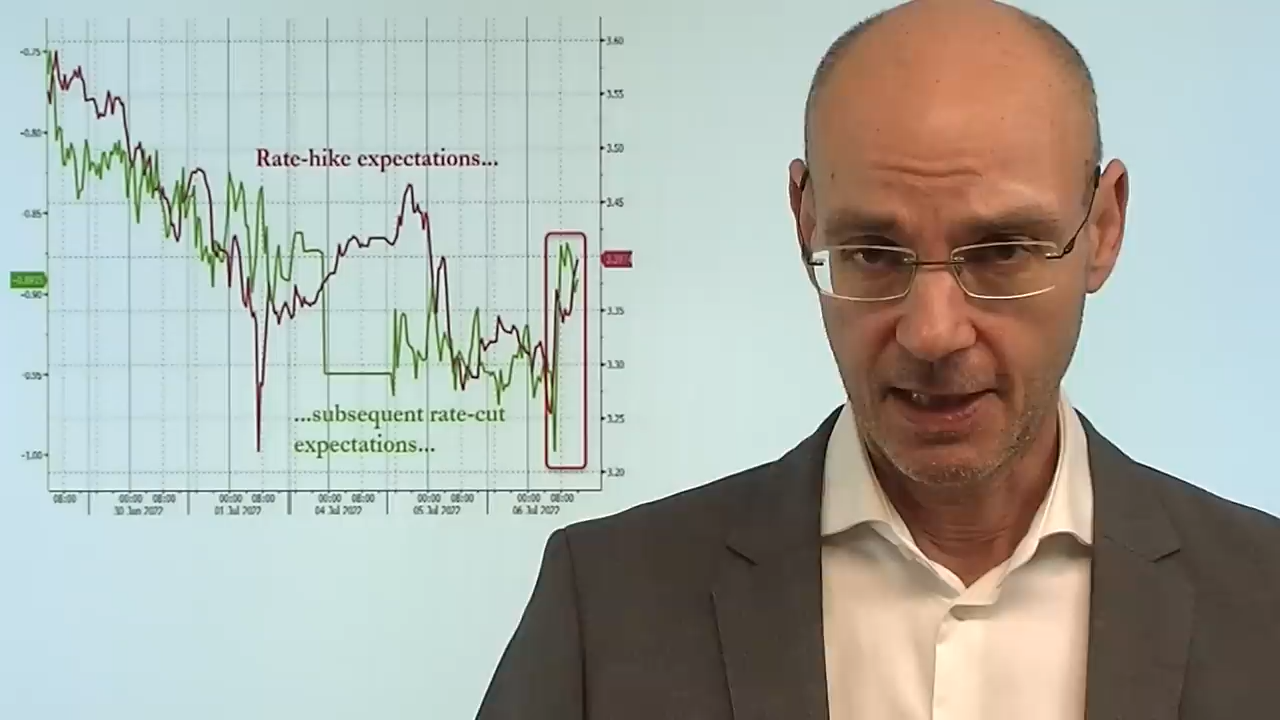 3.60
-0.75
3.55
-0.80
3.50
Rate-hike expectations...
3.45
-0.85
-0.90
3.35
3.30
-0.95
...subsequent rate-cut
expectations...
3.25
-1.00
3.20
08:00 00:00 08:00 00:00 08:00 00:00 08:00 00:00 08:00 00:00 08:00
30 Jun 2022 01 Jul 2022 04 Jul 2022 05 Jul 2022 06 Jul 2022